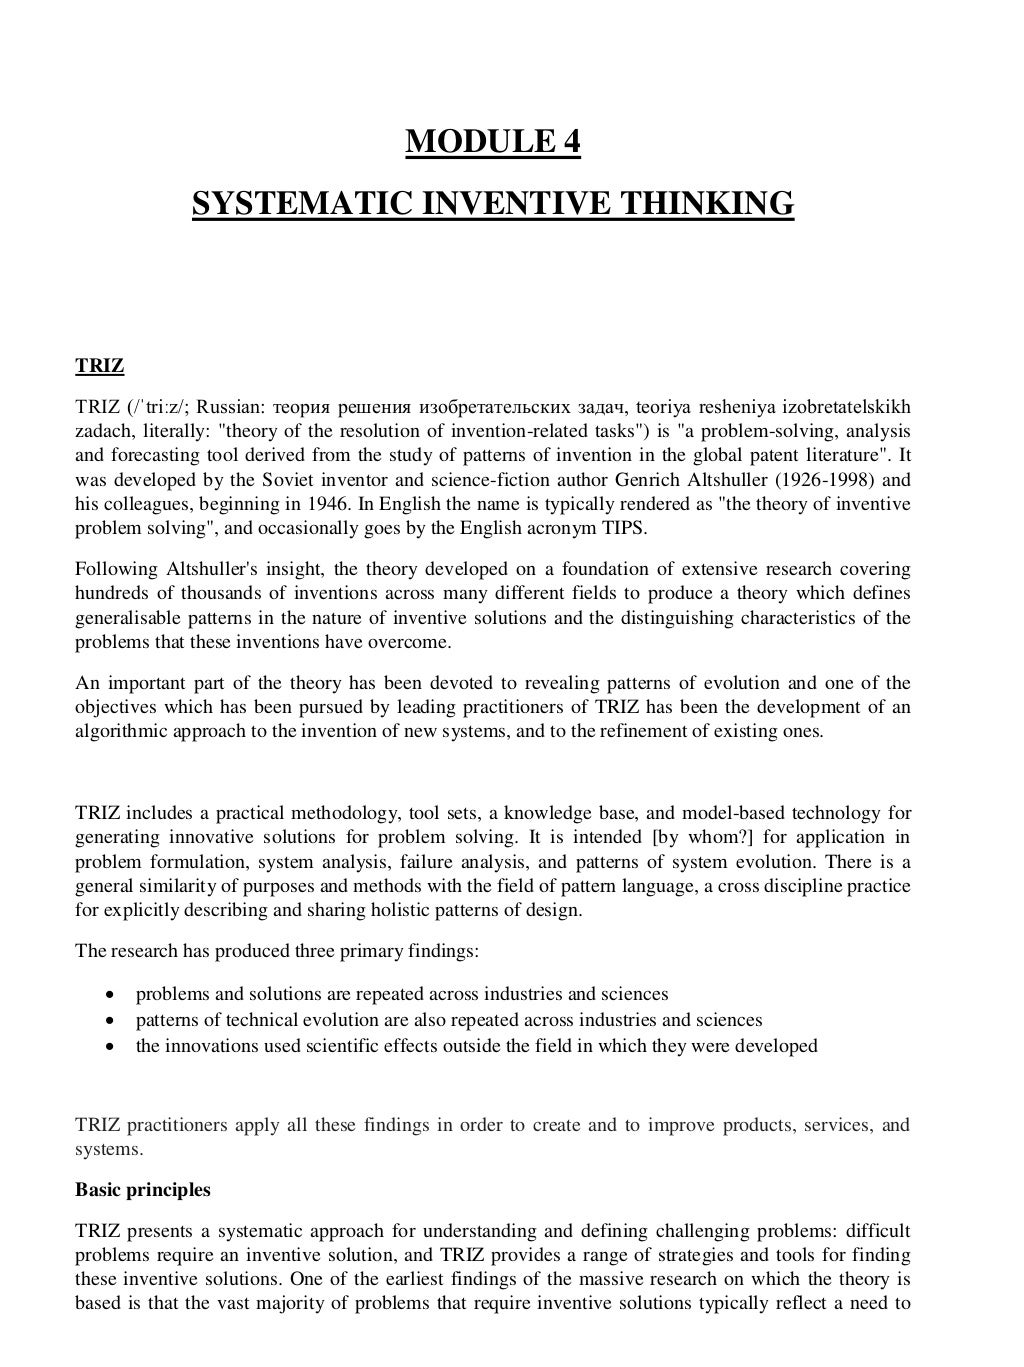 MODULE 4
SYSTEMATIC INVENTIVE THINKING
TRIZ
TRIZ (/ˈtriːz/; Russian: теория решения изобретательских задач, teoriya resheniya izobretatelskikh
zadach, literally: "theory of the resolution of invention-related tasks") is "a problem-solving, analysis
and forecasting tool derived from the study of patterns of invention in the global patent literature". It
was developed by the Soviet inventor and science-fiction author Genrich Altshuller (1926-1998) and
his colleagues, beginning in 1946. In English the name is typically rendered as "the theory of inventive
problem solving", and occasionally goes by the English acronym TIPS.
Following Altshuller's insight, the theory developed on a foundation of extensive research covering
hundreds of thousands of inventions across many different fields to produce a theory which defines
generalisable patterns in the nature of inventive solutions and the distinguishing characteristics of the
problems that these inventions have overcome.
An important part of the theory has been devoted to revealing patterns of evolution and one of the
objectives which has been pursued by leading practitioners of TRIZ has been the development of an
algorithmic approach to the invention of new systems, and to the refinement of existing ones.
TRIZ includes a practical methodology, tool sets, a knowledge base, and model-based technology for
generating innovative solutions for problem solving. It is intended [by whom?] for application in
problem formulation, system analysis, failure analysis, and patterns of system evolution. There is a
general similarity of purposes and methods with the field of pattern language, a cross discipline practice
for explicitly describing and sharing holistic patterns of design.
The research has produced three primary findings:
• problems and solutions are repeated across industries and sciences
• patterns of technical evolution are also repeated across industries and sciences
• the innovations used scientific effects outside the field in which they were developed
TRIZ practitioners apply all these findings in order to create and to improve products, services, and
systems.
Basic principles
TRIZ presents a systematic approach for understanding and defining challenging problems: difficult
problems require an inventive solution, and TRIZ provides a range of strategies and tools for finding
these inventive solutions. One of the earliest findings of the massive research on which the theory is
based is that the vast majority of problems that require inventive solutions typically reflect a need to